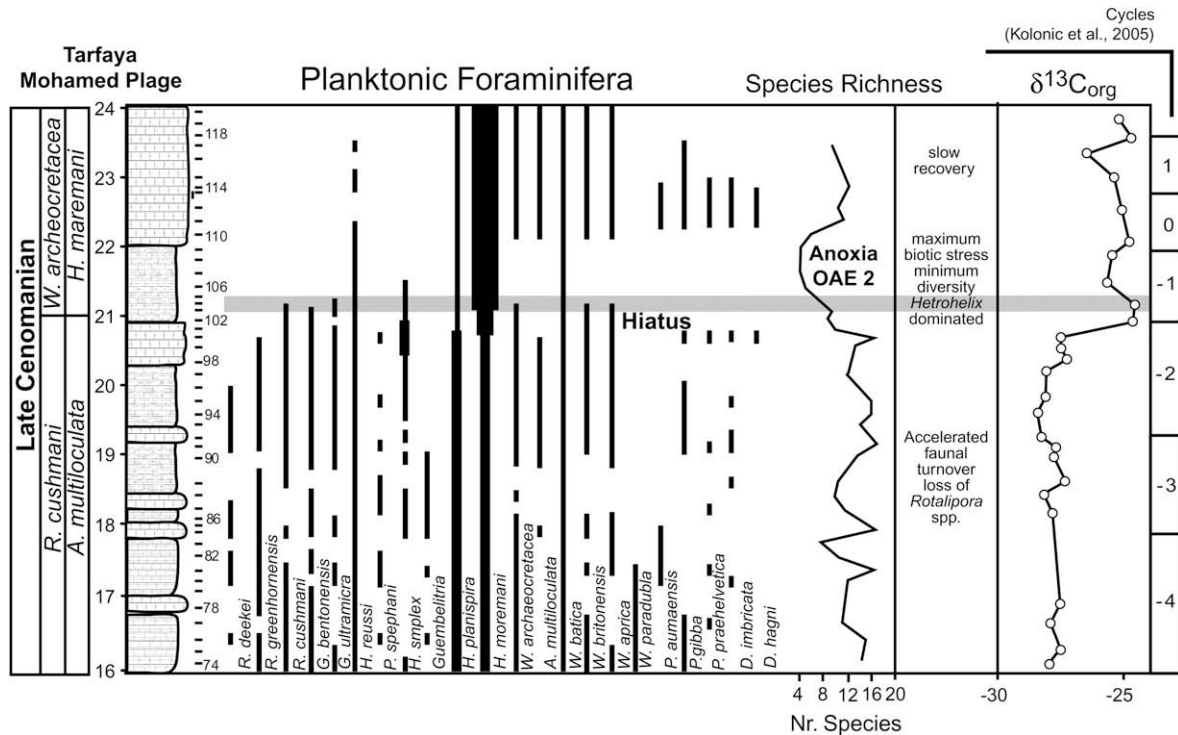 Cycles
(Kolonic et al., 2005)
Tarfaya
Mohamed Plage
Planktonic Foraminifera
Species Richness
δ13Corg
Late Cenomanian
W. archeocretacea
H. maremani
R. cushmani
A. multiloculata
24
23
22
21
20
19
18
17
16
118
114
110
106
102
98
94
90
86
82
78
74
R. deekei
R. greenhornensis
R. cushmani
G. bentonensis
G. ultramicra
H. reussi
P. spephani
H. smplex
Guembelitria
H. planispira
H. moremani
W. archaeocretacea
A. multiloculata
W. batica
W. britonensis
W. aprica
W. paradubla
P. aumaensis
P.gibba
P. praehelvetica
D. imbricata
D. hagni
Hiatus
Anoxia
OAE 2
slow
recovery
maximum
biotic stress
minimum
diversity
Hetrohelix
dominated
Accelerated
faunal
turnover
loss of
Rotalipora
spp.
1
0
-1
-2
-3
-4
4 8 12 16 20
Nr. Species
-30 -25